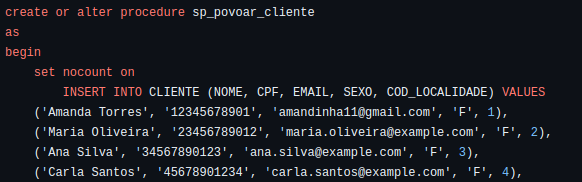 create or alter procedure sp_povoar_cliente
as
begin
set nocount on
INSERT INTO CLIENTE (NOME, CPF, EMAIL, SEXO, COD_LOCALIDADE) VALUES
('Amanda Torres', '12345678901', 'amandinha11@gmail.com', 'F', 1),
('Maria Oliveira', '23456789012', 'maria.oliveira@example.com', 'F', 2),
('Ana Silva', '34567890123', 'ana.silva@example.com', 'F', 3),
('Carla Santos', '45678901234', 'carla.santos@example.com', 'F', 4),